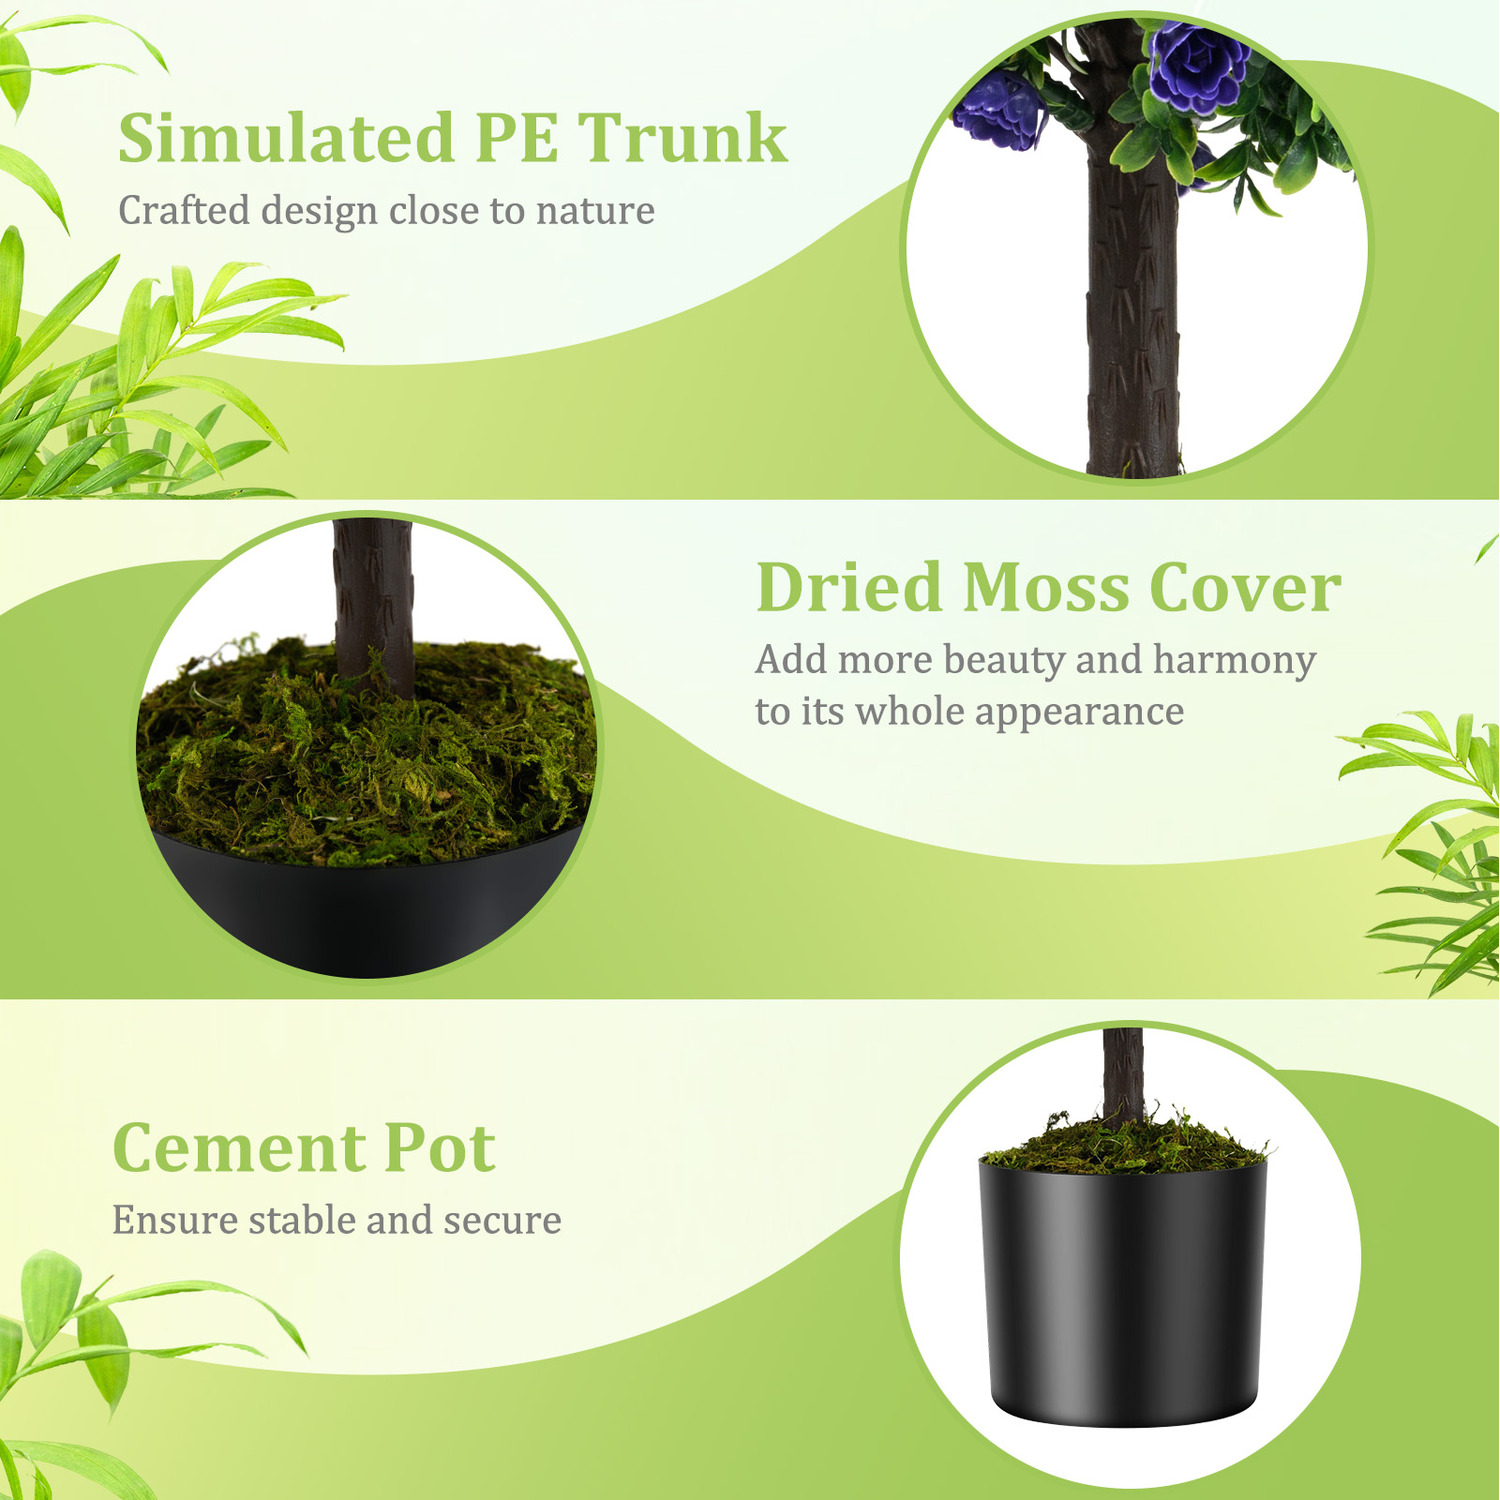 Simulated PE Trunk
Crafted design close to nature
Dried Moss Cover
Add more beauty and harmony
to its whole appearance
Cement Pot
Ensure stable and secure